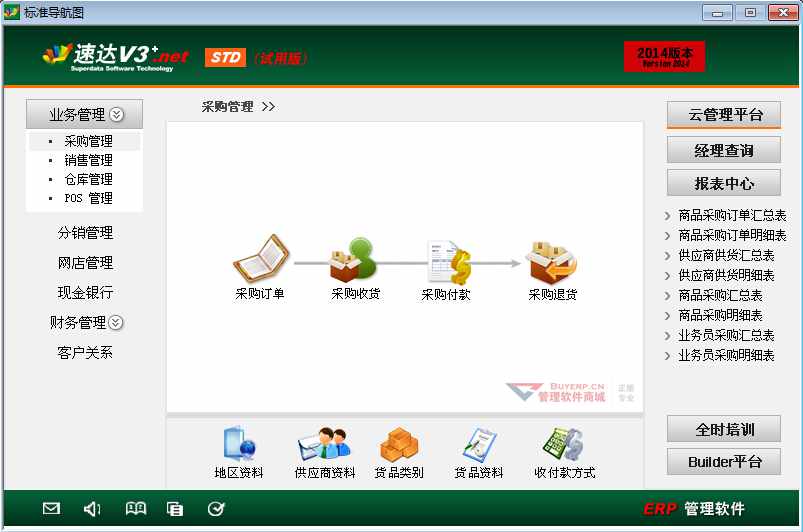 标准导航图
速达V3+.net STD (试用版)
Superdata Software Technology
2014版本
Version 2014
业务管理
• 采购管理
• 销售管理
• 仓库管理
• POS 管理
分销管理
网店管理
现金银行
财务管理
客户关系
采购管理 >>
采购订单
采购收货
采购付款
采购退货
BUYERP.CN
管理软件商城
正版
专业
地区资料
供应商资料
货品类别
货品资料
收付款方式
云管理平台
经理查询
报表中心
商品采购订单汇总表
商品采购订单明细表
供应商供货汇总表
供应商供货明细表
商品采购汇总表
商品采购明细表
业务员采购汇总表
业务员采购明细表
全时培训
Builder平台
ERP 管理软件